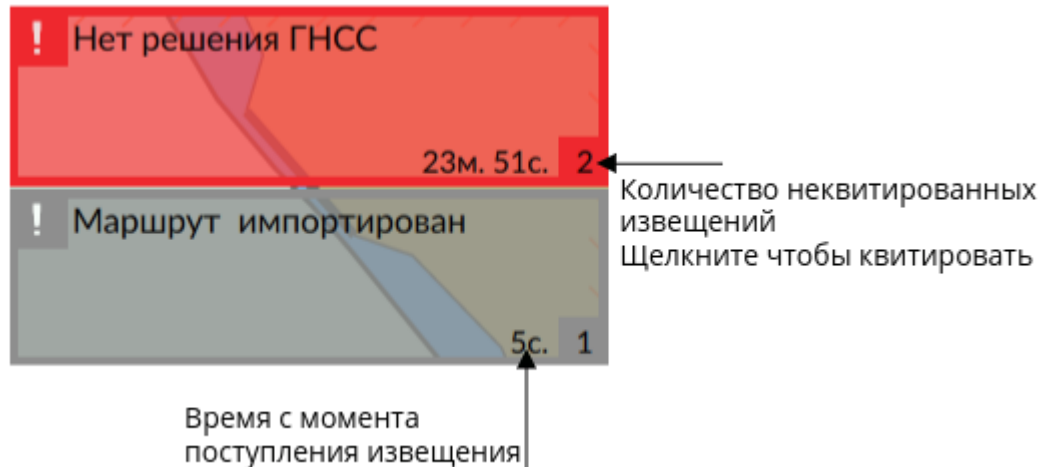 ! Нет решения ГНСС
23м. 51с. 2
Количество неквитированных
извещений
Щелкните чтобы квитировать
! Маршрут импортирован
5с. 1
Время с момента
поступления извещения